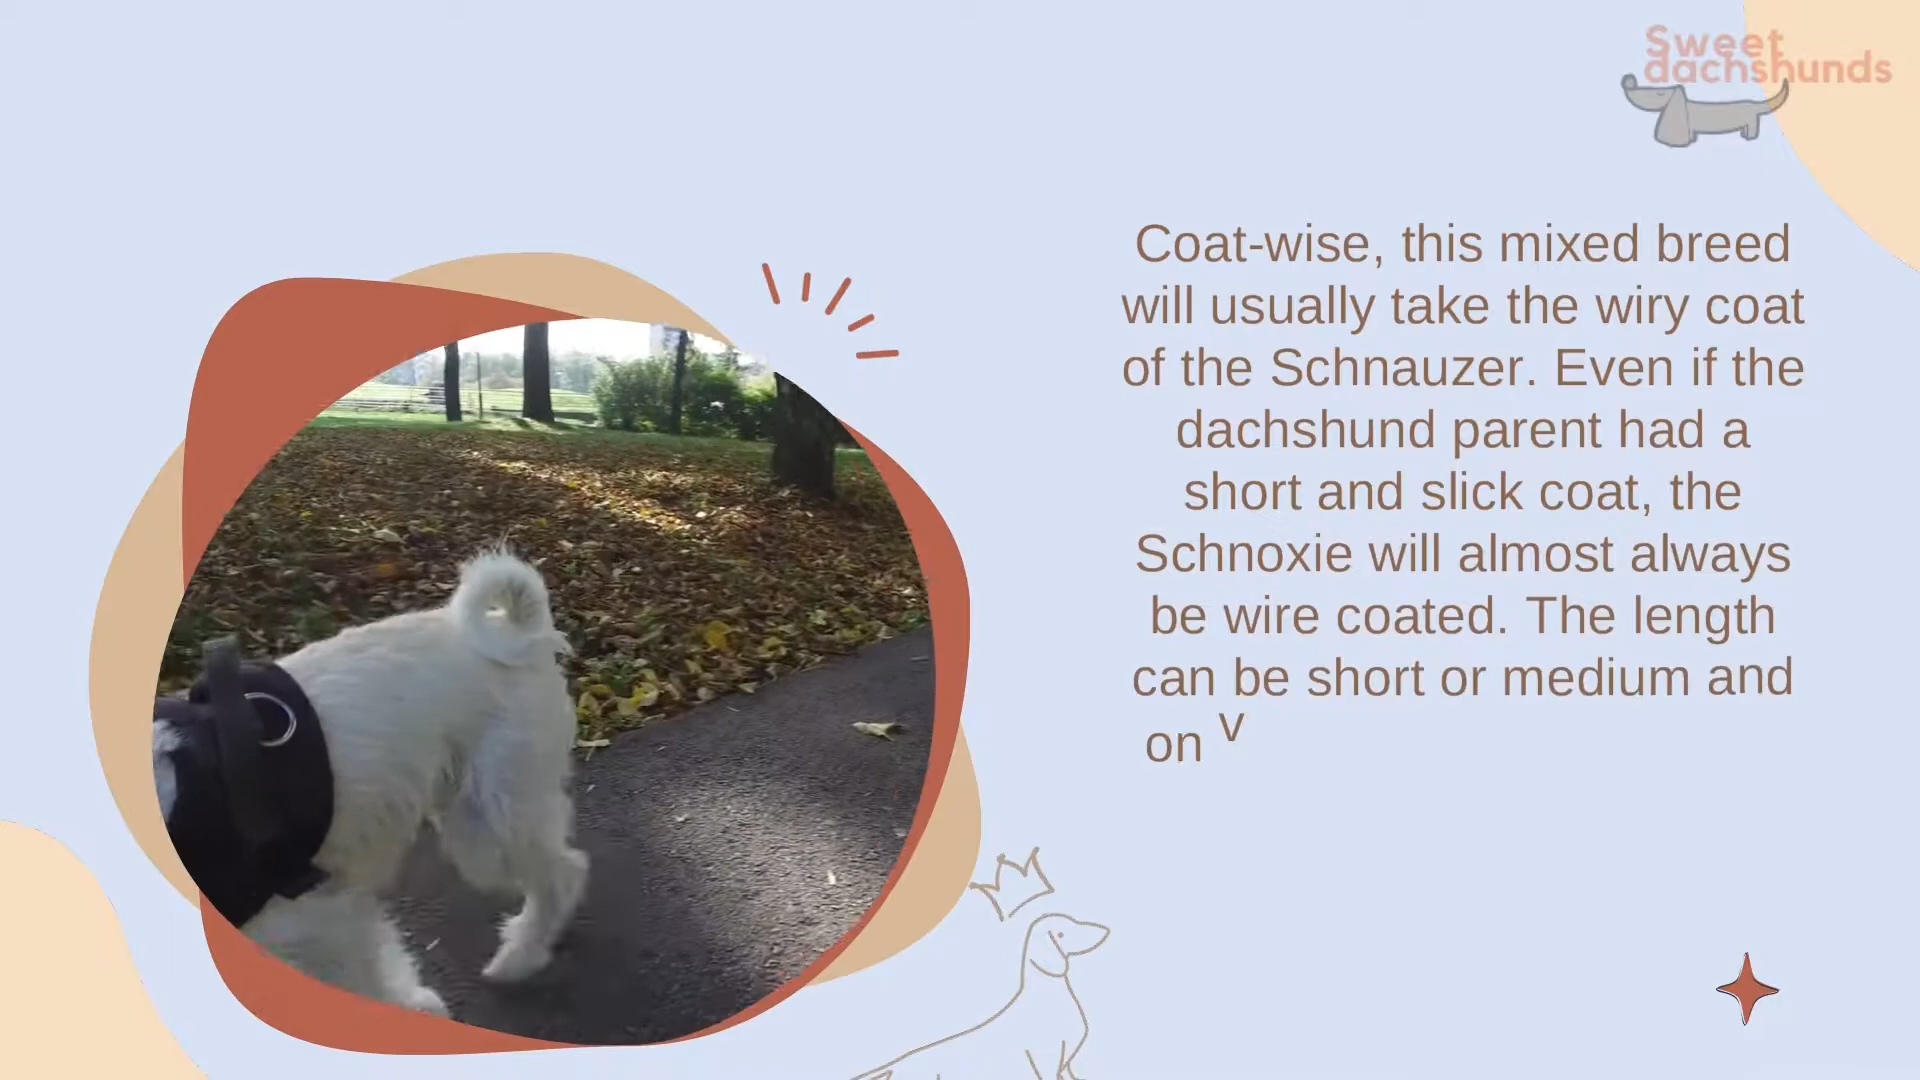 Sweet
dachshunds
Coat-wise, this mixed breed
will usually take the wiry coat
of the Schnauzer. Even if the
dachshund parent had a
short and slick coat, the
Schnoxie will almost always
be wire coated. The length
can be short or medium and
on v